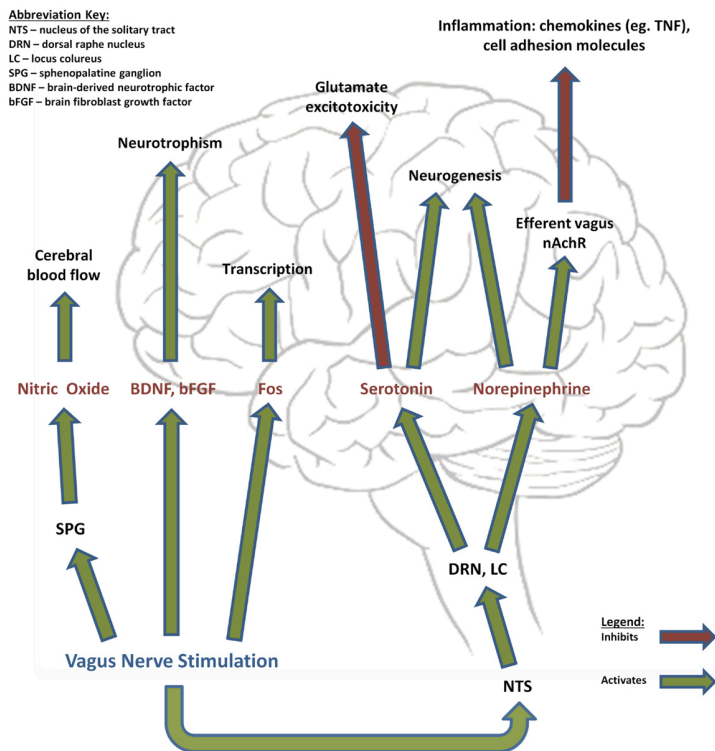 Abbreviation Key:
NTS – nucleus of the solitary tract
DRN – dorsal raphe nucleus
LC – locus colureus
SPG – sphenopalatine ganglion
BDNF – brain-derived neurotrophic factor
bFGF – brain fibroblast growth factor
Inflammation: chemokines (eg. TNF),
cell adhesion molecules
Glutamate
excitotoxicity
Neurotrophism
Neurogenesis
Efferent vagus
nAchR
Cerebral
blood flow
Transcription
Nitric Oxide
BDNF, bFGF
Fos
Serotonin
Norepinephrine
SPG
DRN, LC
Vagus Nerve Stimulation
NTS
Legend:
Inhibits
Activates